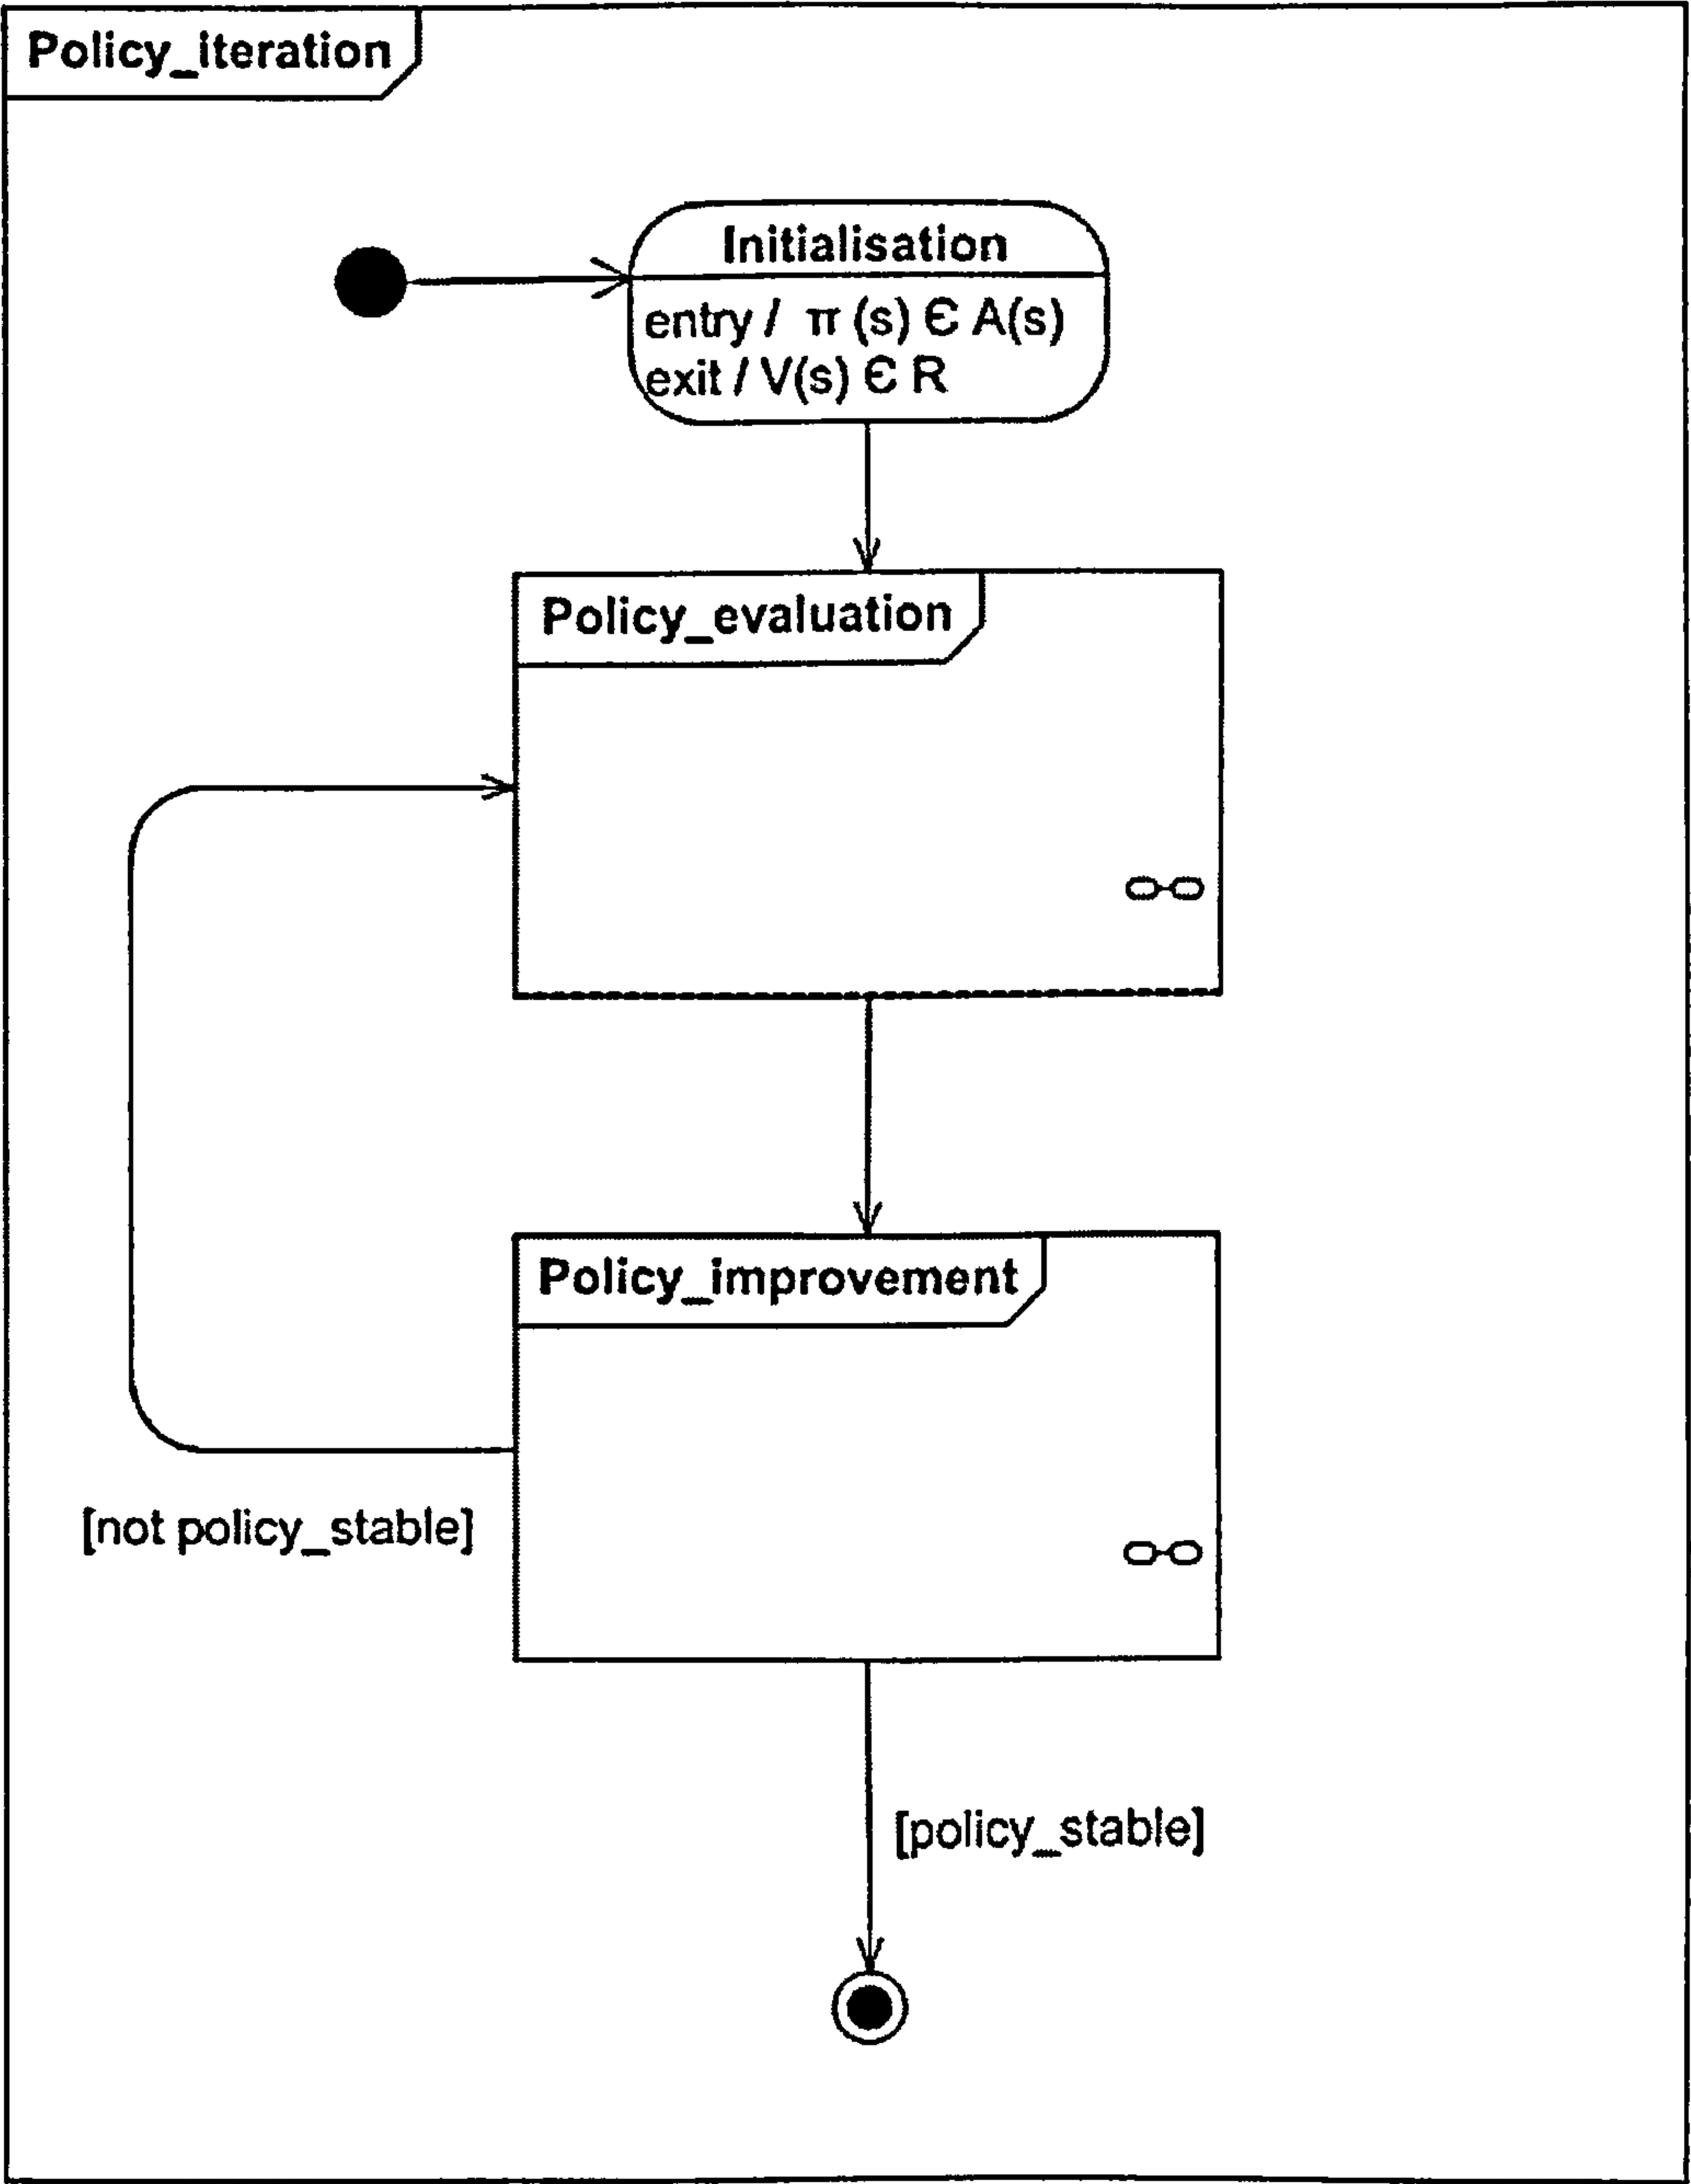 Policy_iteration
Initialisation
entry / π (s) Є A(s)
exit / V(s) Є R
Policy_evaluation
Policy_improvement
[not policy_stable]
[policy_stable]